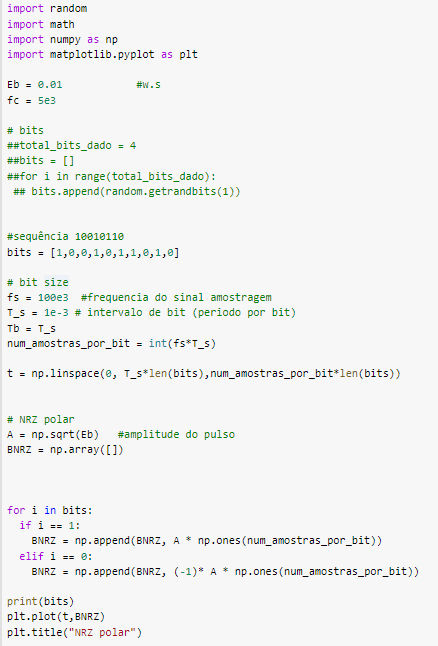 import random
import math
import numpy as np
import matplotlib.pyplot as plt

Eb = 0.01           #w.s
fc = 5e3

# bits
##total_bits_dado = 4
##bits = []
##for i in range(total_bits_dado):
 ## bits.append(random.getrandbits(1))


#sequência 10010110
bits = [1,0,0,1,0,1,1,0,1,0]

# bit size
fs = 100e3  #frequencia do sinal amostragem
T_s = 1e-3 # intervalo de bit (periodo por bit)
Tb = T_s
num_amostras_por_bit = int(fs*T_s)

t = np.linspace(0, T_s*len(bits),num_amostras_por_bit*len(bits))


# NRZ polar
A = np.sqrt(Eb)   #amplitude do pulso
BNRZ = np.array([])



for i in bits:
  if i == 1:
    BNRZ = np.append(BNRZ, A * np.ones(num_amostras_por_bit))
  elif i == 0:
    BNRZ = np.append(BNRZ, (-1)* A * np.ones(num_amostras_por_bit))

print(bits)
plt.plot(t,BNRZ)
plt.title("NRZ polar")